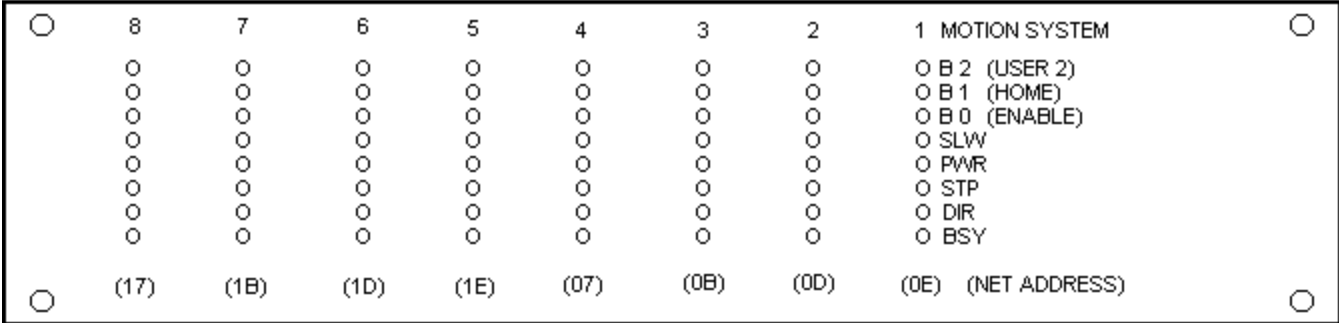 8 7 6 5 4 3 2 1 MOTION SYSTEM
B 2 (USER 2)
B 1 (HOME)
B 0 (ENABLE)
SLW
PWR
STP
DIR
BSY
(17) (1B) (1D) (1E) (07) (0B) (0D) (0E) (NET ADDRESS)